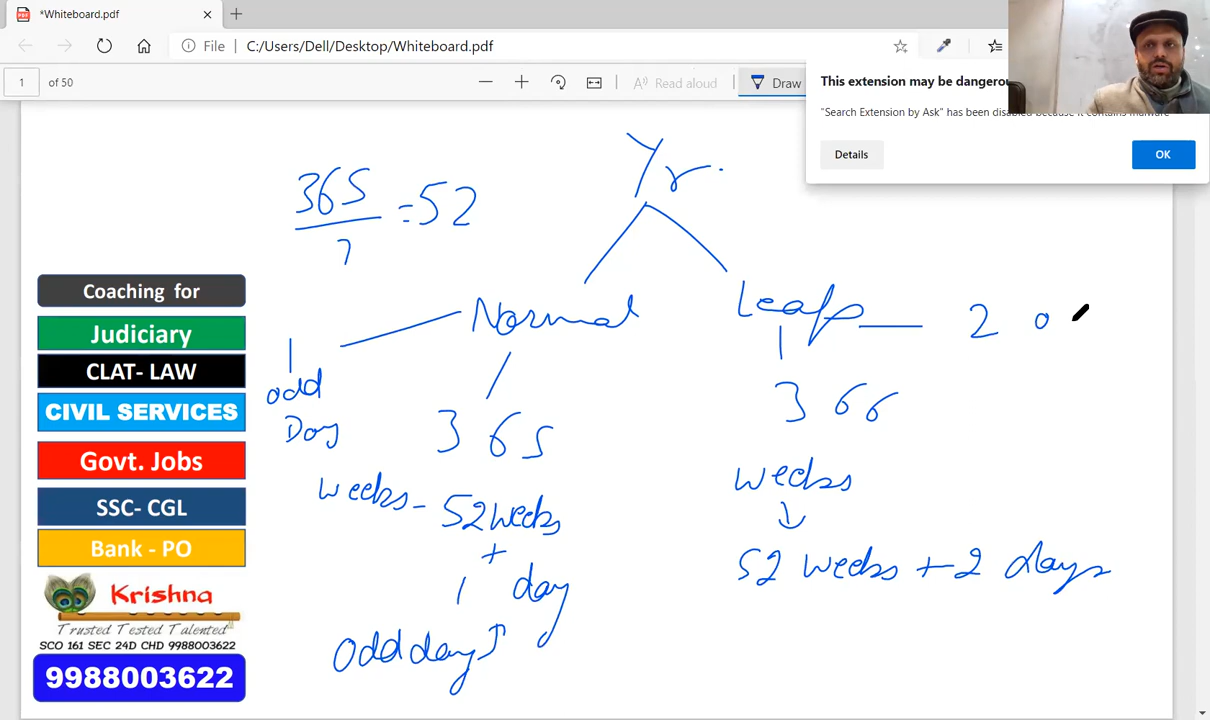 *Whiteboard.pdf
File C:/Users/Dell/Desktop/Whiteboard.pdf
1 of 50
Read aloud
Draw
This extension may be dangerou
"Search Extension by Ask" has been disabled because it contains malware
Details
OK
Yr.
365
7
=52
Normal
Leap
2 o
odd
Day
365
366
weeks - 52 weeks
+
1 day
odd day
weeks
52 weeks + 2 days
Coaching for
Judiciary
CLAT- LAW
CIVIL SERVICES
Govt. Jobs
SSC- CGL
Bank - PO
Krishna
Trusted Tested Talented
SCO 161 SEC 24D CHD 9988003622
9988003622